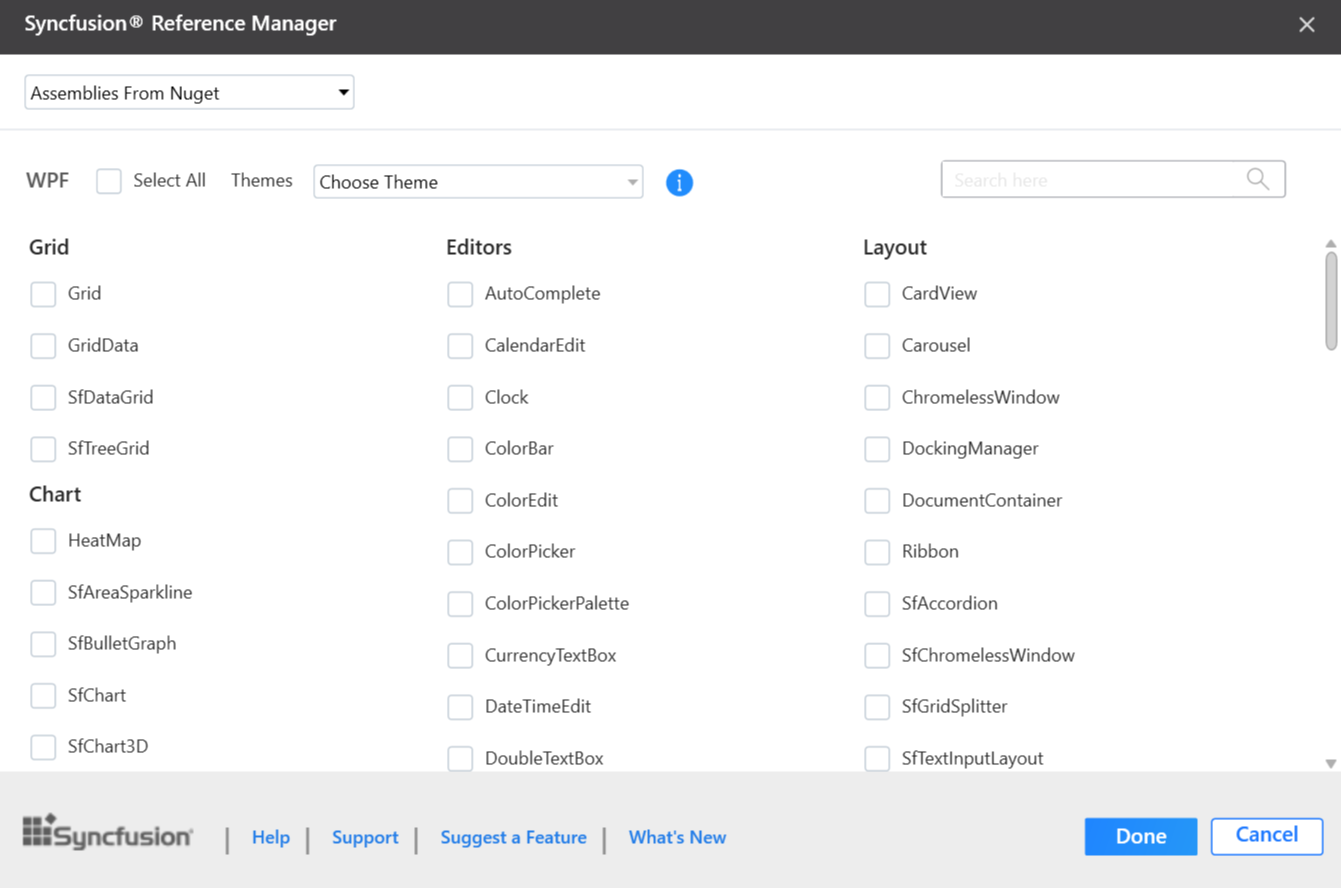 Syncfusion® Reference Manager
Assemblies From Nuget
WPF Select All Themes Choose Theme Search here
Grid
Grid
GridData
SfDataGrid
SfTreeGrid
Chart
HeatMap
SfAreaSparkline
SfBulletGraph
SfChart
SfChart3D
Editors
AutoComplete
CalendarEdit
Clock
ColorBar
ColorEdit
ColorPicker
ColorPickerPalette
CurrencyTextBox
DateTimeEdit
DoubleTextBox
Layout
CardView
Carousel
ChromelessWindow
DockingManager
DocumentContainer
Ribbon
SfAccordion
SfChromelessWindow
SfGridSplitter
SfTextInputLayout
Syncfusion® | Help | Support | Suggest a Feature | What's New Done Cancel